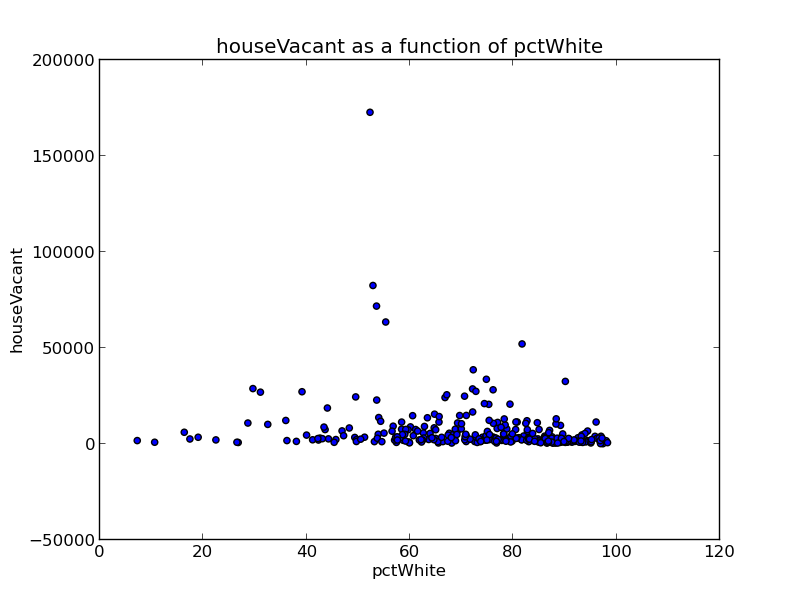 houseVacant as a function of pctWhite
200000
150000
100000
50000
0
−50000
houseVacant
0 20 40 60 80 100 120
pctWhite